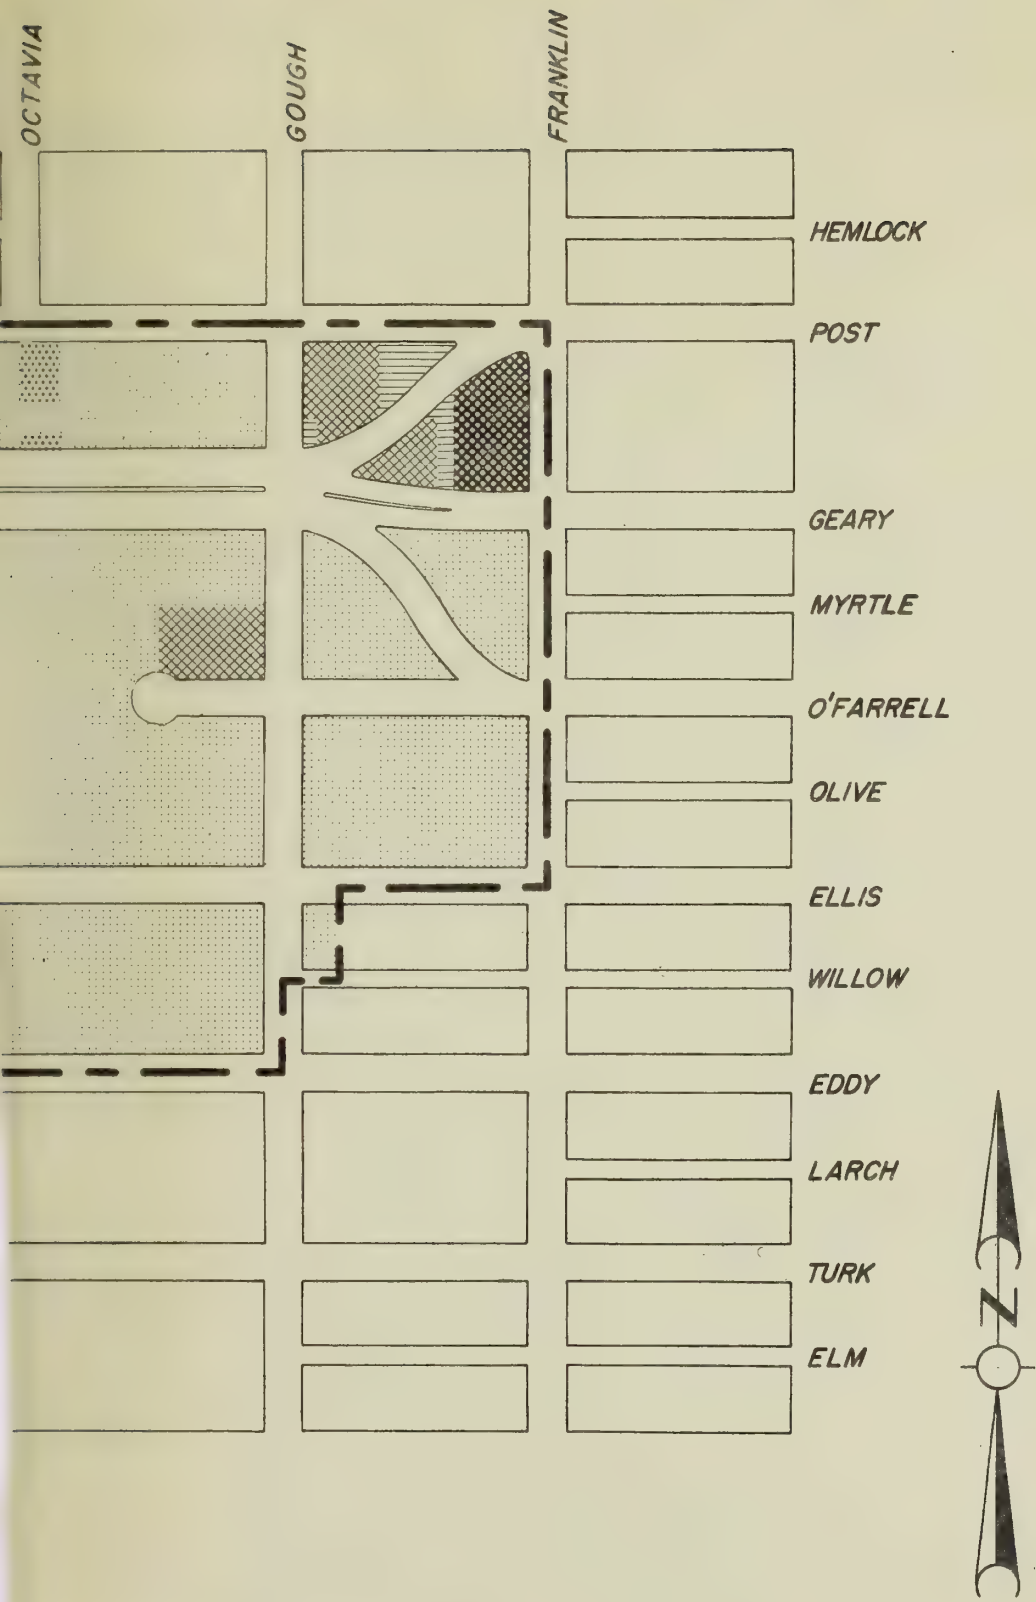 OCTAVIA
GOUGH
FRANKLIN
HEMLOCK
POST
GEARY
MYRTLE
O'FARRELL
OLIVE
ELLIS
WILLOW
EDDY
LARCH
TURK
ELM
N